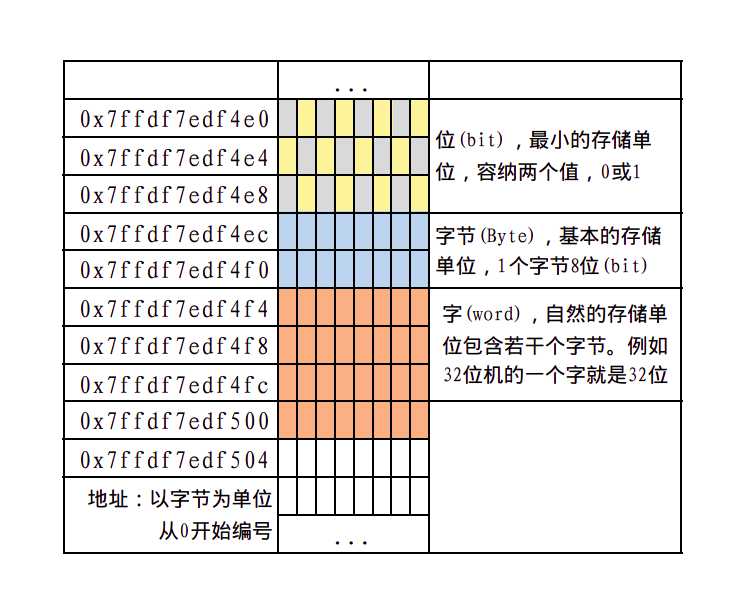 ...
0x7ffdf7edf4e0
0x7ffdf7edf4e4
0x7ffdf7edf4e8
位(bit)，最小的存储单
位，容纳两个值，0或1
0x7ffdf7edf4ec
0x7ffdf7edf4f0
字节(Byte)，基本的存储
单位，1个字节8位(bit)
0x7ffdf7edf4f4
0x7ffdf7edf4f8
0x7ffdf7edf4fc
0x7ffdf7edf500
字(word)，自然的存储单
位包含若干个字节。例如
32位机的一个字就是32位
0x7ffdf7edf504
地址：以字节为单位
从0开始编号
...